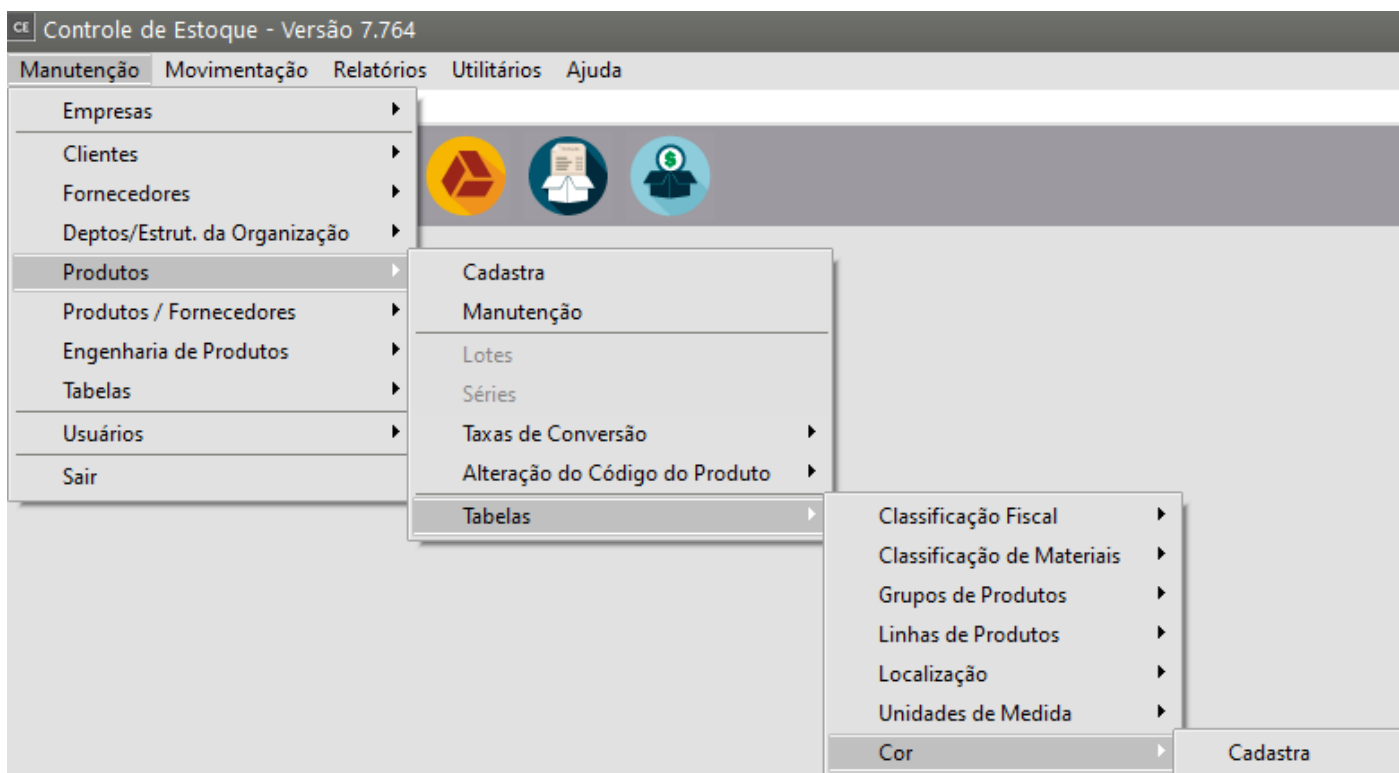 CE Controle de Estoque - Versão 7.764
Manutenção Movimentação Relatórios Utilitários Ajuda
Empresas
Clientes
Fornecedores
Deptos/Estrut. da Organização
Produtos
Produtos / Fornecedores
Engenharia de Produtos
Tabelas
Usuários
Sair
Cadastra
Manutenção
Lotes
Séries
Taxas de Conversão
Alteração do Código do Produto
Tabelas
Classificação Fiscal
Classificação de Materiais
Grupos de Produtos
Linhas de Produtos
Localização
Unidades de Medida
Cor
Cadastra